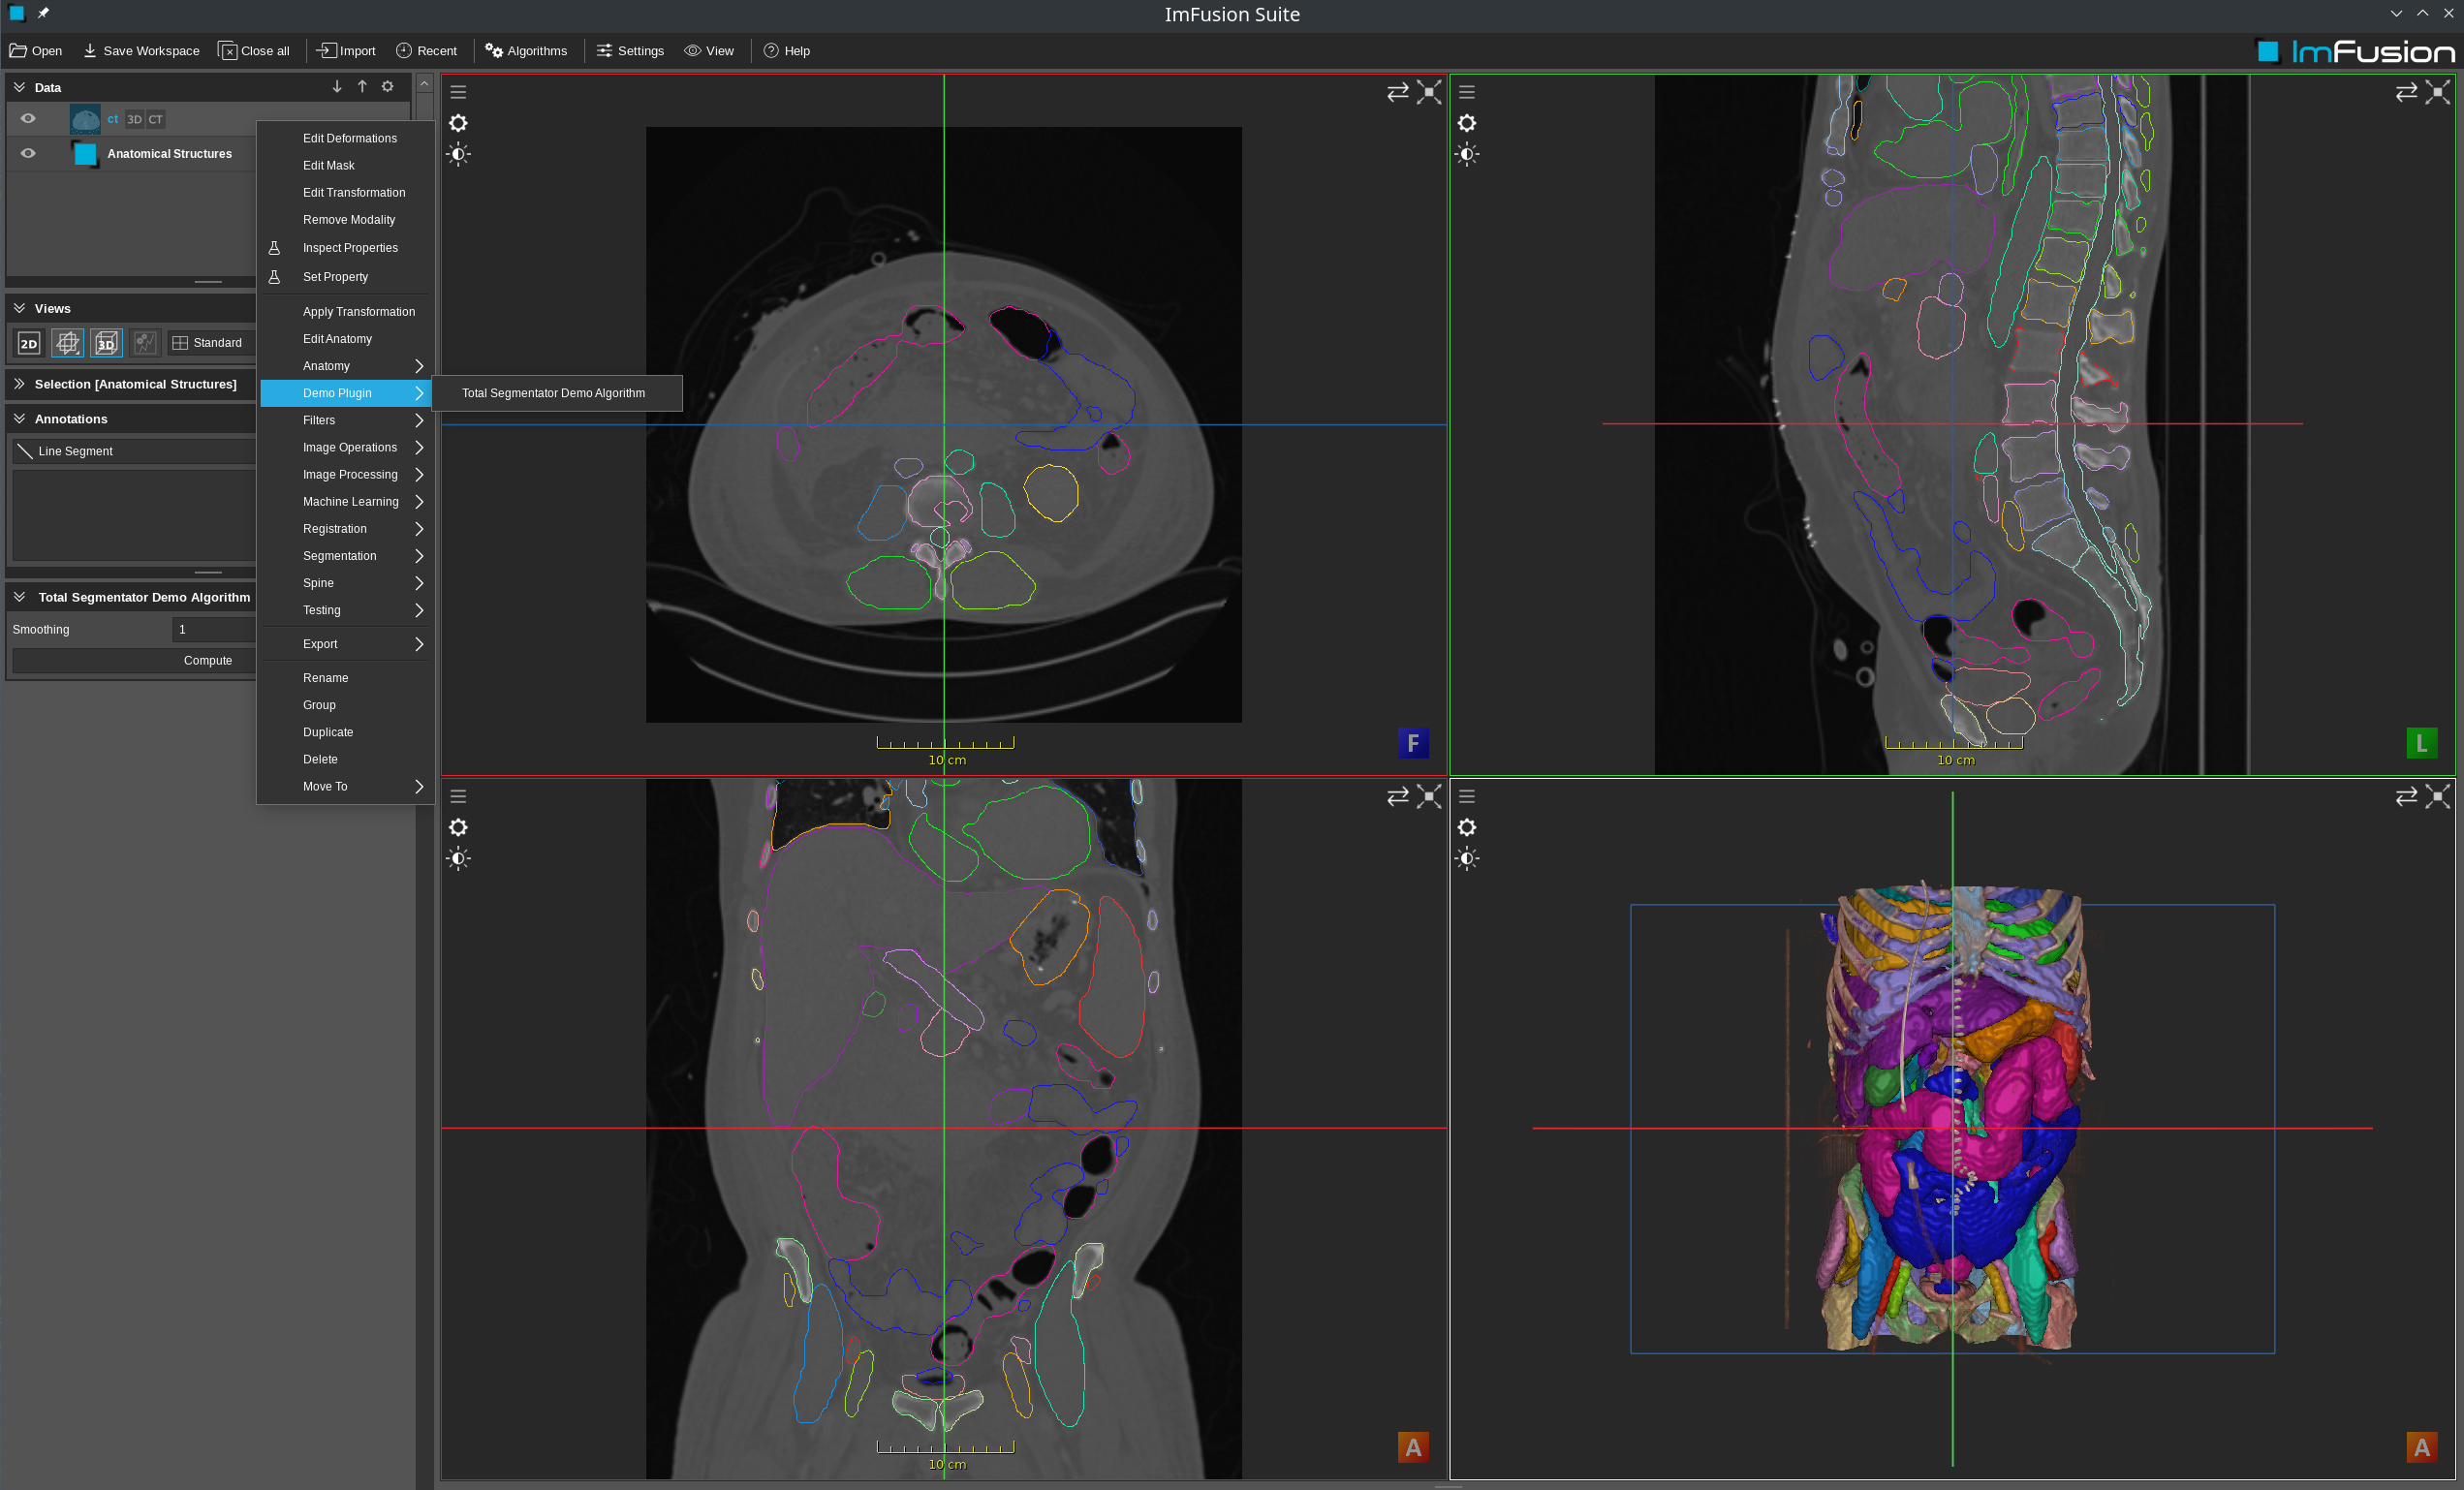 ImFusion Suite
Open Save Workspace Close all Import Recent Algorithms Settings View Help
ImFusion
Data
ct 3D CT
Anatomical Structures
Views
2D 3D Standard
Selection [Anatomical Structures]
Annotations
Line Segment
Total Segmentator Demo Algorithm
Smoothing 1
Compute
Edit Deformations
Edit Mask
Edit Transformation
Remove Modality
Inspect Properties
Set Property
Apply Transformation
Edit Anatomy
Anatomy
Demo Plugin
Total Segmentator Demo Algorithm
Filters
Image Operations
Image Processing
Machine Learning
Registration
Segmentation
Spine
Testing
Export
Rename
Group
Duplicate
Delete
Move To
10 cm
F
10 cm
L
10 cm
A
A